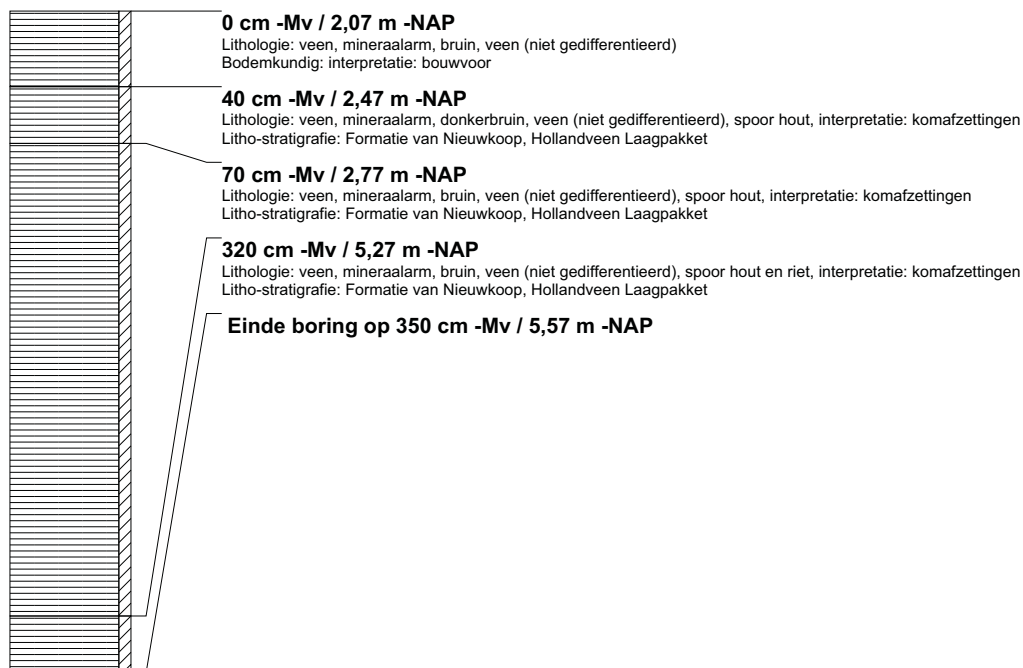 0 cm -Mv / 2,07 m -NAP
Lithologie: veen, mineraalarm, bruin, veen (niet gedifferentieerd)
Bodemkundig: interpretatie: bouwvoor
40 cm -Mv / 2,47 m -NAP
Lithologie: veen, mineraalarm, donkerbruin, veen (niet gedifferentieerd), spoor hout, interpretatie: komafzettingen
Litho-stratigrafie: Formatie van Nieuwkoop, Hollandveen Laagpakket
70 cm -Mv / 2,77 m -NAP
Lithologie: veen, mineraalarm, bruin, veen (niet gedifferentieerd), spoor hout, interpretatie: komafzettingen
Litho-stratigrafie: Formatie van Nieuwkoop, Hollandveen Laagpakket
320 cm -Mv / 5,27 m -NAP
Lithologie: veen, mineraalarm, bruin, veen (niet gedifferentieerd), spoor hout en riet, interpretatie: komafzettingen
Litho-stratigrafie: Formatie van Nieuwkoop, Hollandveen Laagpakket
Einde boring op 350 cm -Mv / 5,57 m -NAP